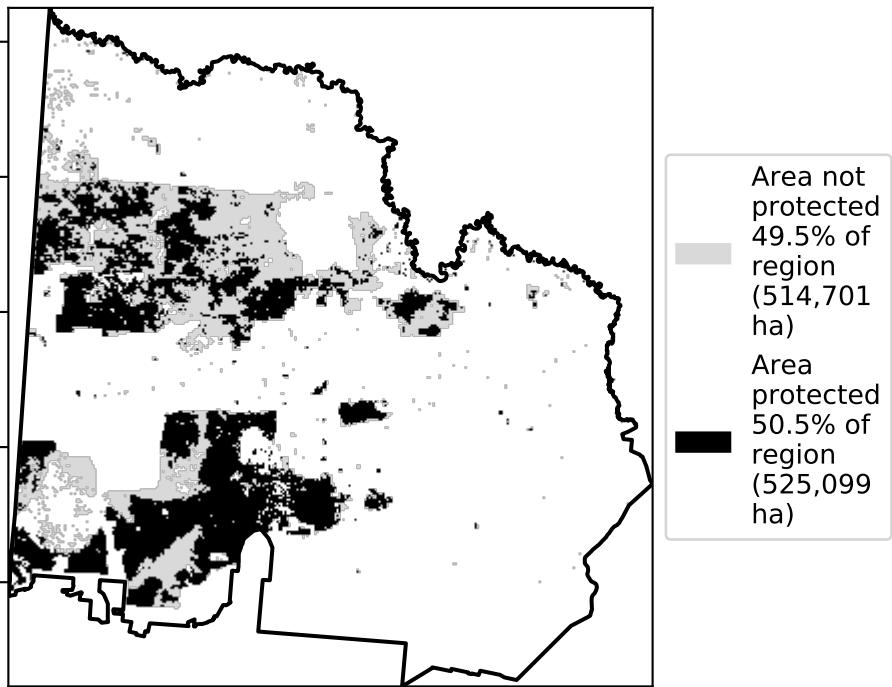 Area not
protected
49.5% of
region
(514,701
ha)
Area
protected
50.5% of
region
(525,099
ha)